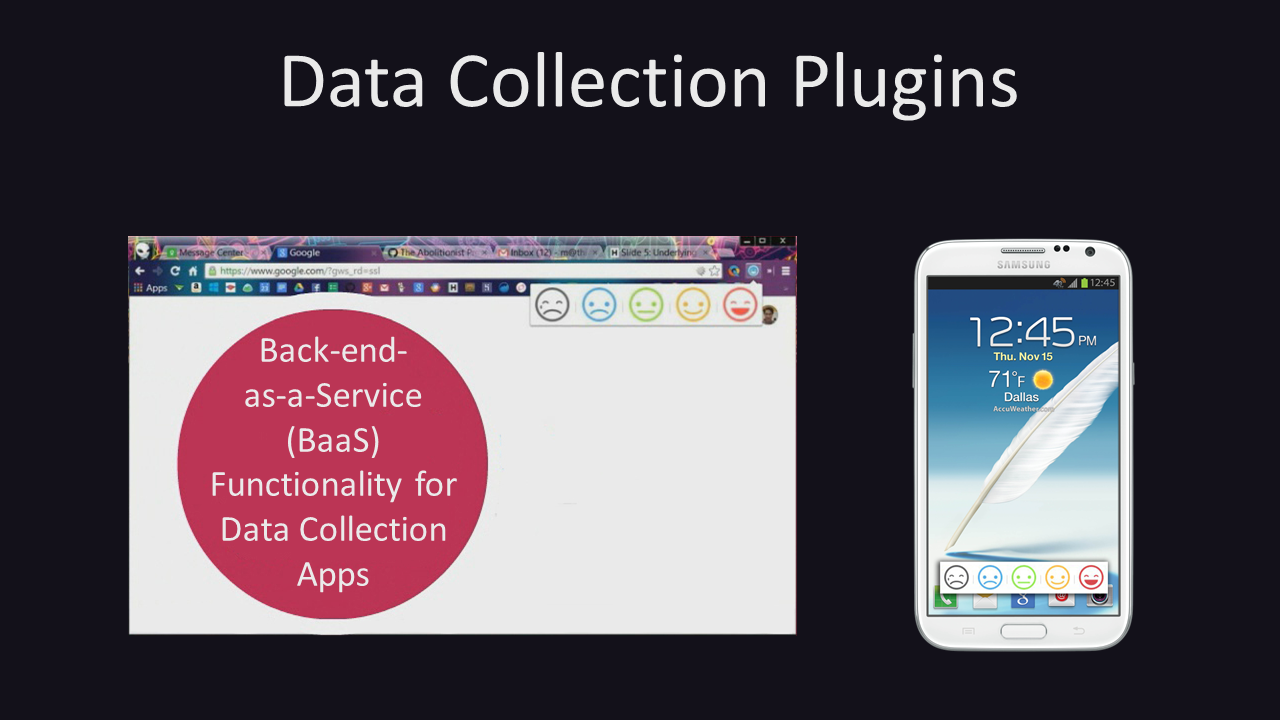 Data Collection Plugins
Message Center
Google
The Abolitionist
Inbox (12)
Slide 5: Underlying
https://www.google.com/?gws_rd=ssl
Apps
Back-end-
as-a-Service
(BaaS)
Functionality for
Data Collection
Apps
SAMSUNG
12:45
12:45 PM
Thu. Nov 15
71°F
Dallas
AccuWeather.com